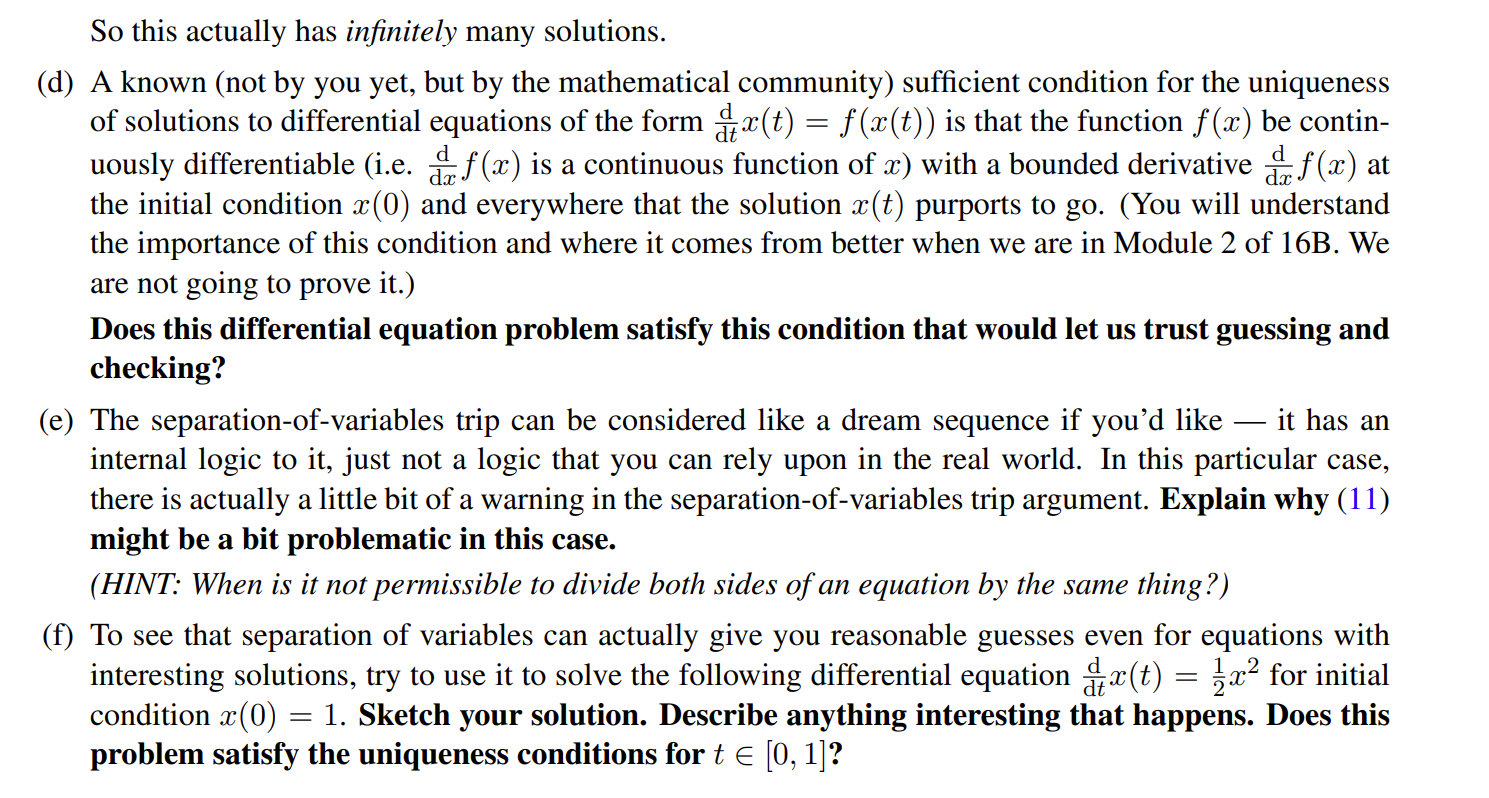 So this actually has infinitely many solutions.
(d) A known (not by you yet, but by the mathematical community) sufficient condition for the uniqueness
of solutions to differential equations of the form d/dt x(t) = f(x(t)) is that the function f(x) be contin-
uously differentiable (i.e. d/dx f(x) is a continuous function of x) with a bounded derivative d/dx f(x) at
the initial condition x(0) and everywhere that the solution x(t) purports to go. (You will understand
the importance of this condition and where it comes from better when we are in Module 2 of 16B. We
are not going to prove it.)
Does this differential equation problem satisfy this condition that would let us trust guessing and
checking?
(e) The separation-of-variables trip can be considered like a dream sequence if you'd like — it has an
internal logic to it, just not a logic that you can rely upon in the real world. In this particular case,
there is actually a little bit of a warning in the separation-of-variables trip argument. Explain why (11)
might be a bit problematic in this case.
(HINT: When is it not permissible to divide both sides of an equation by the same thing?)
(f) To see that separation of variables can actually give you reasonable guesses even for equations with
interesting solutions, try to use it to solve the following differential equation d/dt x(t) = 1/2 x² for initial
condition x(0) = 1. Sketch your solution. Describe anything interesting that happens. Does this
problem satisfy the uniqueness conditions for t ∈ [0, 1]?